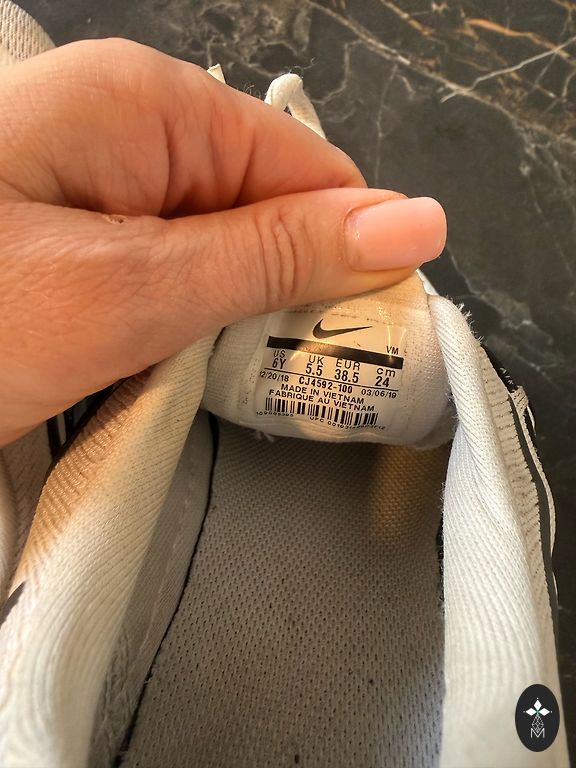 VM
US UK EUR cm
6Y 5.5 38.5 24
12/20/18 CJ4592-100 03/06/19
MADE IN VIETNAM
FABRIQUE AU VIETNAM
UPC
M